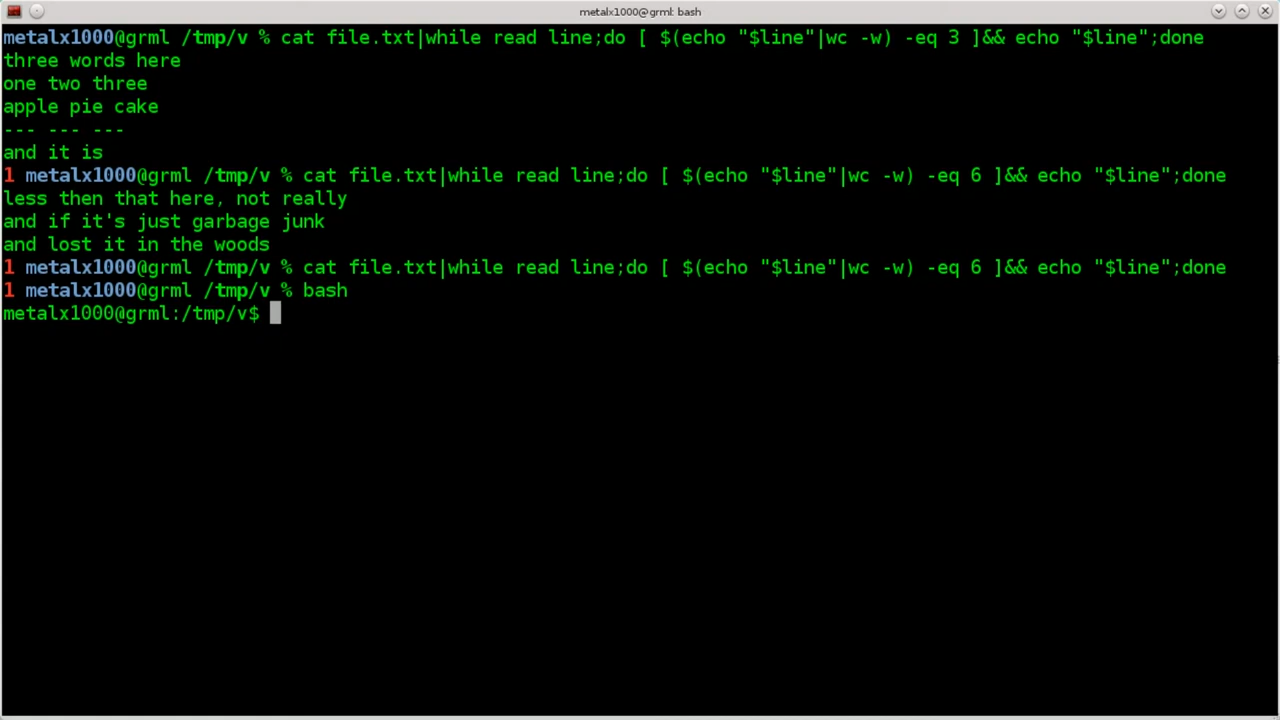 metalx1000@grml: bash
metalx1000@grml /tmp/v % cat file.txt|while read line;do [ $(echo "$line"|wc -w) -eq 3 ]&& echo "$line";done
three words here
one two three
apple pie cake
--- --- ---
and it is
1 metalx1000@grml /tmp/v % cat file.txt|while read line;do [ $(echo "$line"|wc -w) -eq 6 ]&& echo "$line";done
less then that here, not really
and if it's just garbage junk
and lost it in the woods
1 metalx1000@grml /tmp/v % cat file.txt|while read line;do [ $(echo "$line"|wc -w) -eq 6 ]&& echo "$line";done
1 metalx1000@grml /tmp/v % bash
metalx1000@grml:/tmp/v$